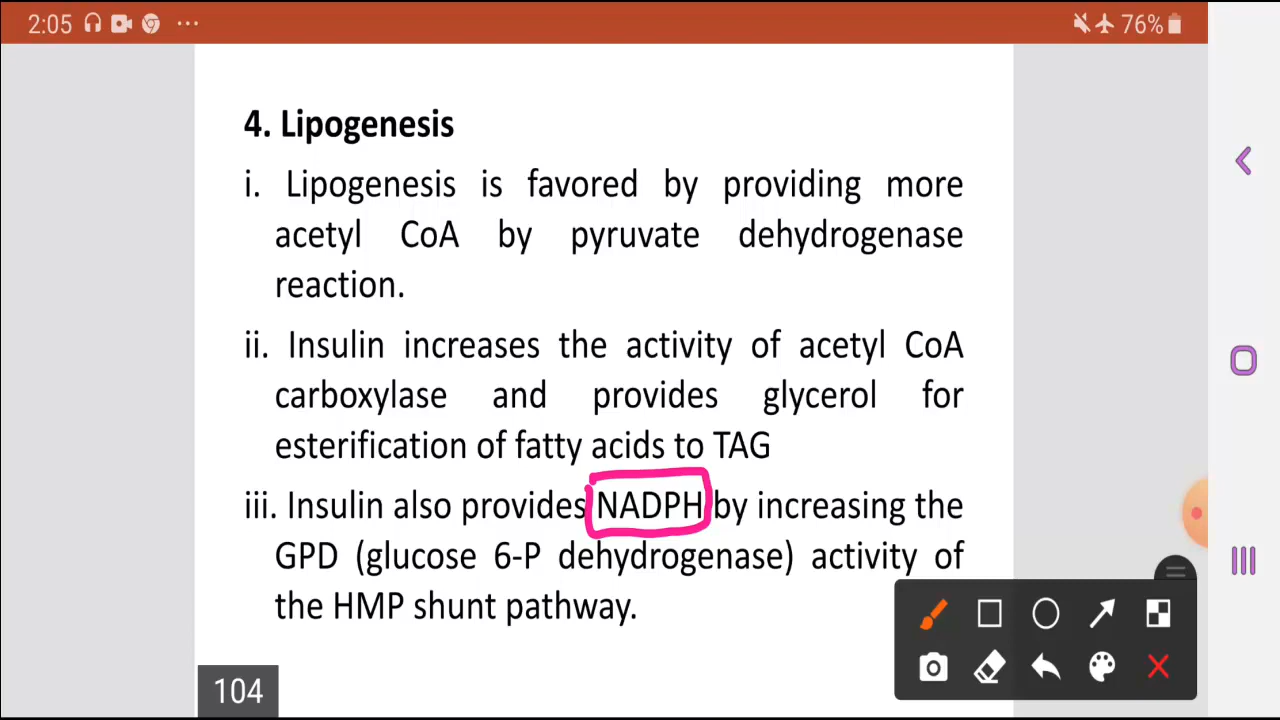 2:05
76%
4. Lipogenesis
i. Lipogenesis is favored by providing more
acetyl CoA by pyruvate dehydrogenase
reaction.
ii. Insulin increases the activity of acetyl CoA
carboxylase and provides glycerol for
esterification of fatty acids to TAG
iii. Insulin also provides NADPH by increasing the
GPD (glucose 6-P dehydrogenase) activity of
the HMP shunt pathway.
104